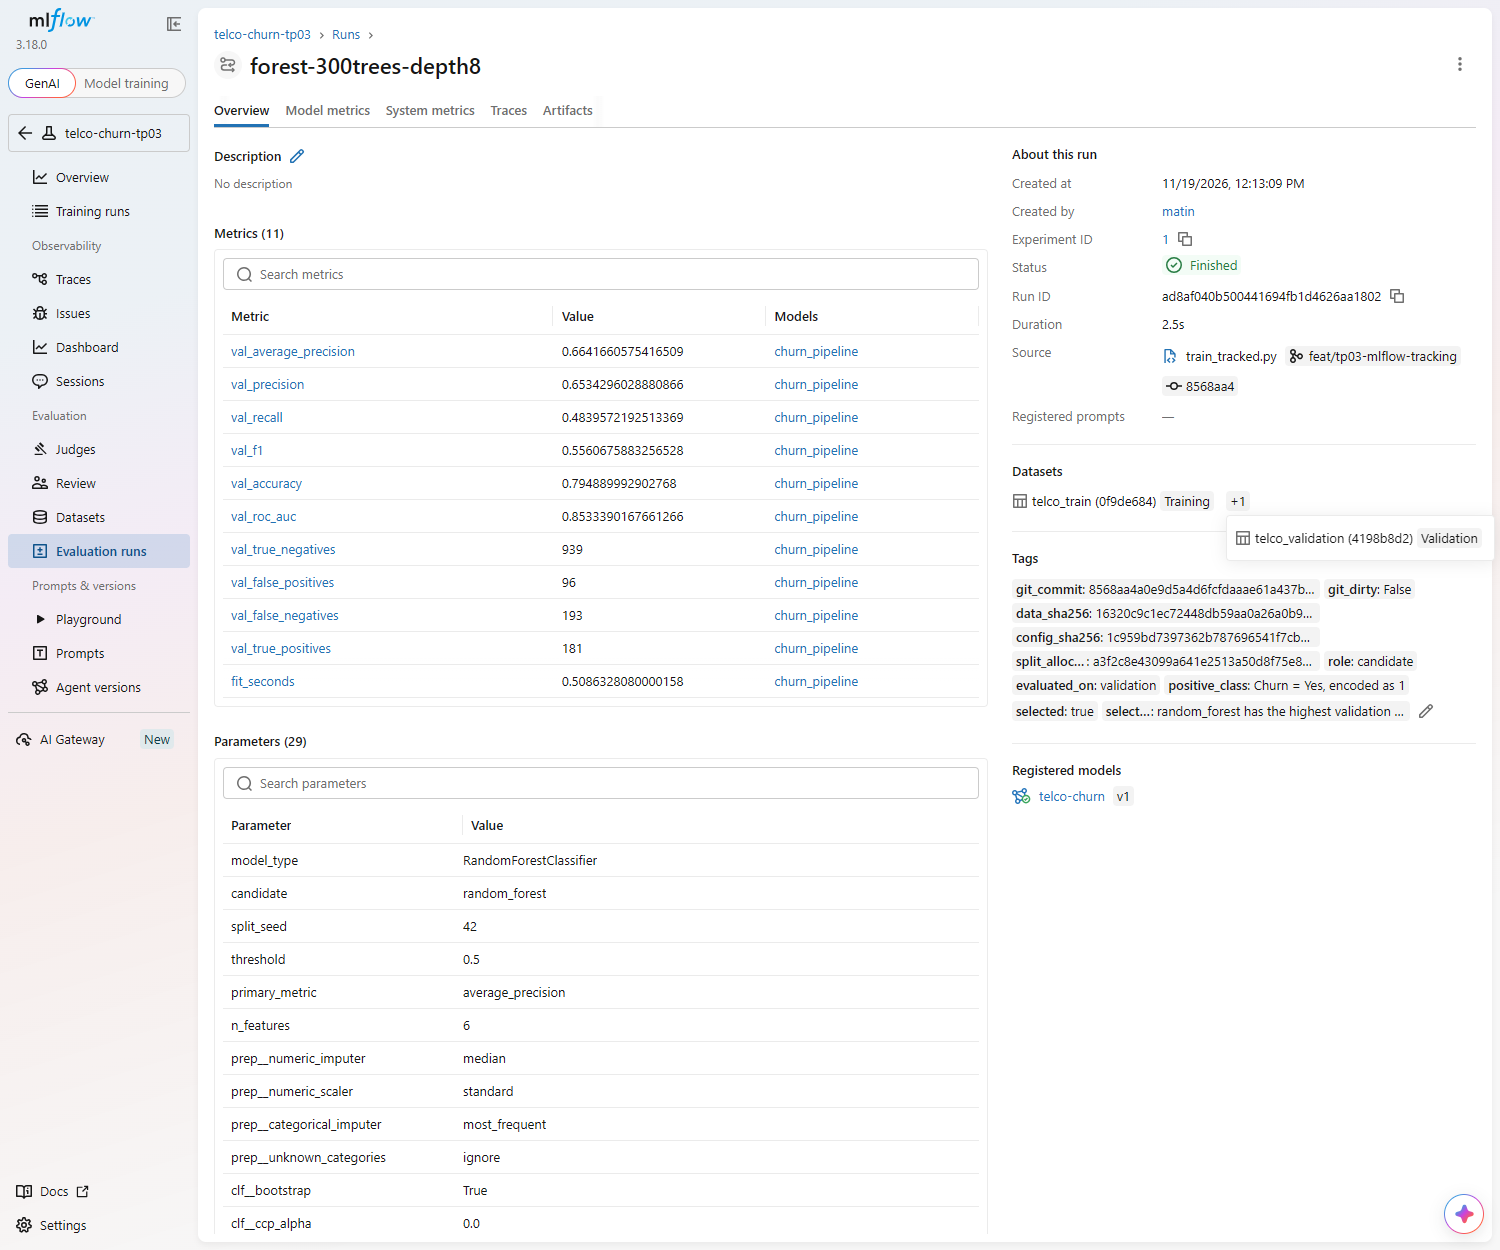 mlflow
3.18.0
GenAI Model training
telco-churn-tp03
Overview
Training runs
Observability
Traces
Issues
Dashboard
Sessions
Evaluation
Judges
Review
Datasets
Evaluation runs
Prompts & versions
Playground
Prompts
Agent versions
AI Gateway New
Docs
Settings
telco-churn-tp03 › Runs ›
forest-300trees-depth8
Overview Model metrics System metrics Traces Artifacts
Description
No description
Metrics (11)
Search metrics
Metric Value Models
val_average_precision 0.6641660575416509 churn_pipeline
val_precision 0.6534296028880866 churn_pipeline
val_recall 0.4839572192513369 churn_pipeline
val_f1 0.5560675883256528 churn_pipeline
val_accuracy 0.794889992902768 churn_pipeline
val_roc_auc 0.8533390167661266 churn_pipeline
val_true_negatives 939 churn_pipeline
val_false_positives 96 churn_pipeline
val_false_negatives 193 churn_pipeline
val_true_positives 181 churn_pipeline
fit_seconds 0.5086328080000158 churn_pipeline
Parameters (29)
Search parameters
Parameter Value
model_type RandomForestClassifier
candidate random_forest
split_seed 42
threshold 0.5
primary_metric average_precision
n_features 6
prep__numeric_imputer median
prep__numeric_scaler standard
prep__categorical_imputer most_frequent
prep__unknown_categories ignore
clf__bootstrap True
clf__ccp_alpha 0.0
About this run
Created at 11/19/2026, 12:13:09 PM
Created by matin
Experiment ID 1
Status Finished
Run ID ad8af040b500441694fb1d4626aa1802
Duration 2.5s
Source train_tracked.py feat/tp03-mlflow-tracking
8568aa4
Registered prompts —
Datasets
telco_train (0f9de684) Training +1
telco_validation (4198b8d2) Validation
Tags
git_commit: 8568aa4a0e9d5a4d6fcfdaaae61a437b... git_dirty: False
data_sha256: 16320c9c1ec72448db59aa0a26a0b9...
config_sha256: 1c959bd7397362b787696541f7cb...
split_alloc...: a3f2c8e43099a641e2513a50d8f75e8... role: candidate
evaluated_on: validation positive_class: Churn = Yes, encoded as 1
selected: true select...: random_forest has the highest validation ...
Registered models
telco-churn v1